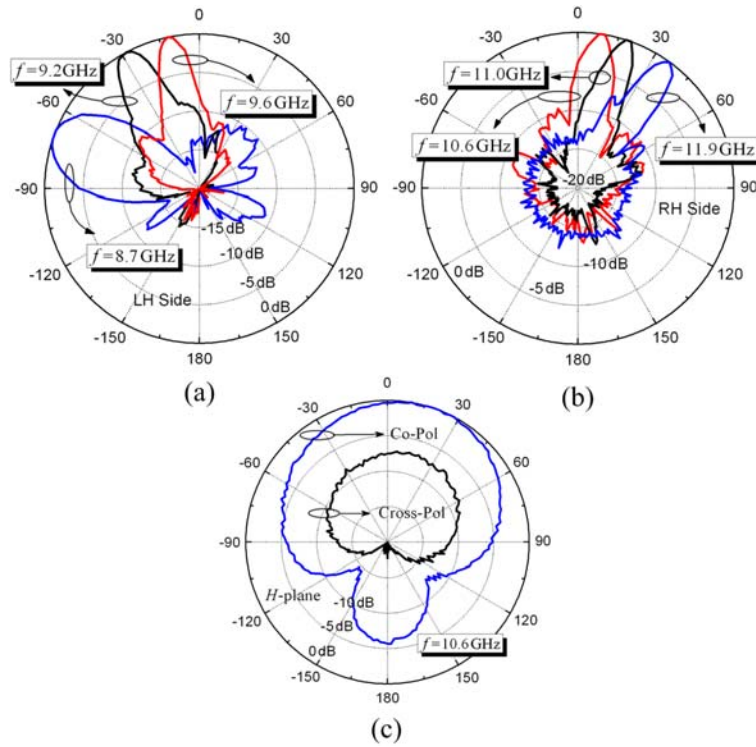 0
-30
30
-60
60
-90
90
-120
120
-150
150
180
f=9.2GHz
f=9.6GHz
f=8.7GHz
-15 dB
-10 dB
-5 dB
0 dB
LH Side
(a)
0
-30
30
-60
60
-90
90
-120
120
-150
150
180
f=11.0GHz
f=10.6GHz
f=11.9GHz
-20 dB
-10 dB
-5 dB
0 dB
RH Side
(b)
0
-30
30
-60
60
-90
90
-120
120
-150
150
180
Co-Pol
Cross-Pol
H-plane
-10 dB
-5 dB
0 dB
f=10.6GHz
(c)